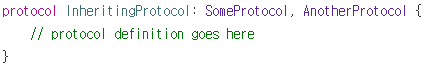 protocol InheritingProtocol: SomeProtocol, AnotherProtocol {
    // protocol definition goes here
}